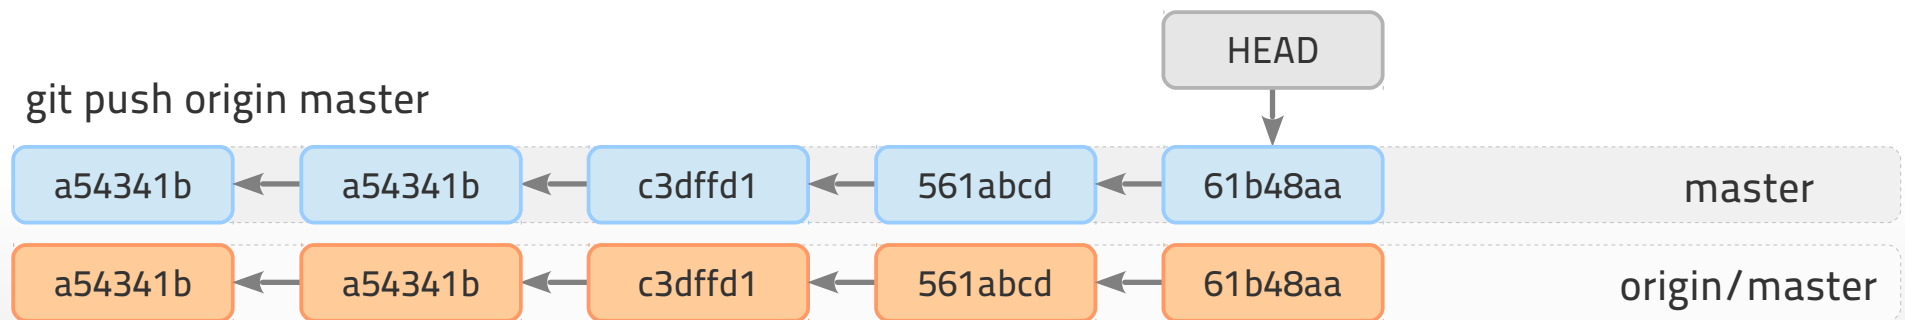 HEAD
git push origin master
a54341b a54341b c3dffd1 561abcd 61b48aa master
a54341b a54341b c3dffd1 561abcd 61b48aa origin/master